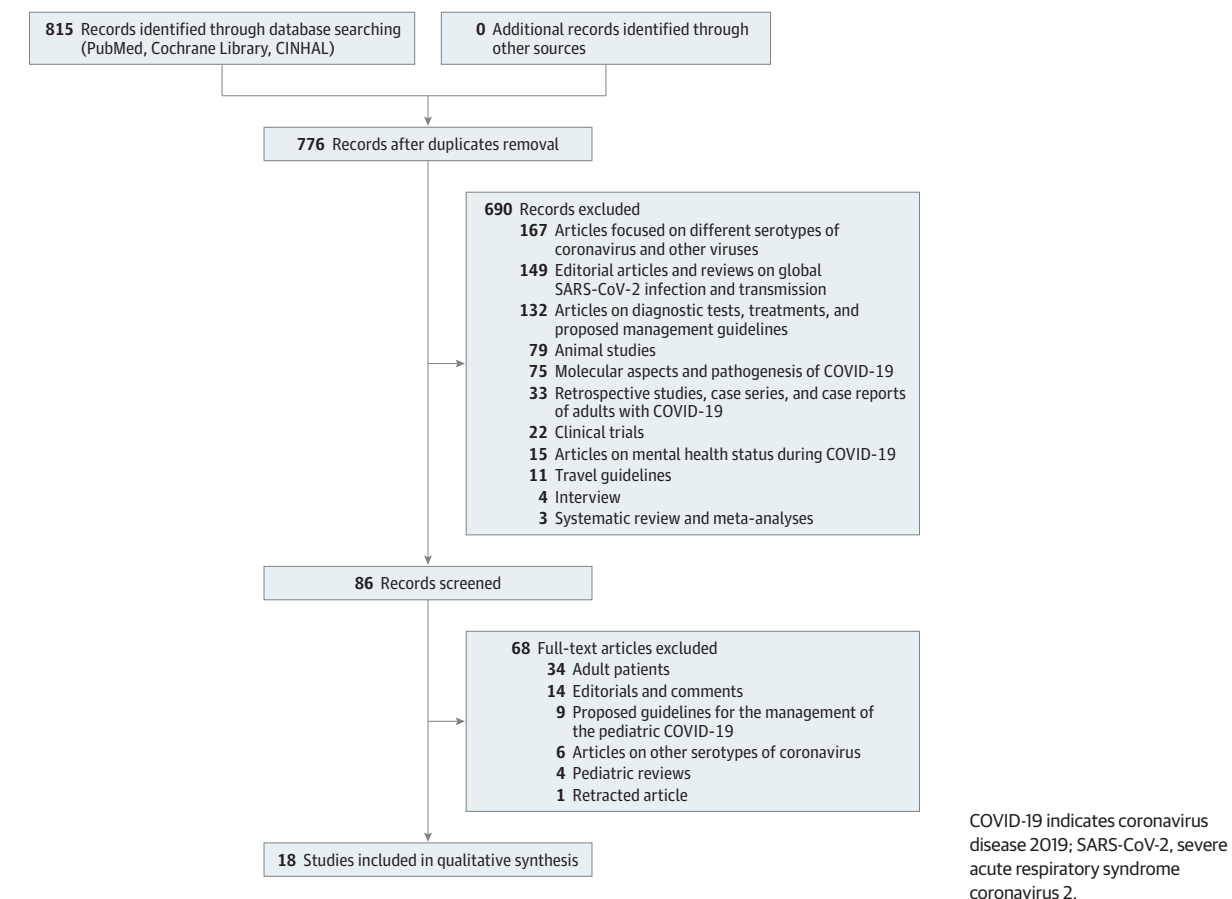 815 Records identified through database searching
(PubMed, Cochrane Library, CINHAL)
0 Additional records identified through
other sources
776 Records after duplicates removal
690 Records excluded
167 Articles focused on different serotypes of
coronavirus and other viruses
149 Editorial articles and reviews on global
SARS-CoV-2 infection and transmission
132 Articles on diagnostic tests, treatments, and
proposed management guidelines
79 Animal studies
75 Molecular aspects and pathogenesis of COVID-19
33 Retrospective studies, case series, and case reports
of adults with COVID-19
22 Clinical trials
15 Articles on mental health status during COVID-19
11 Travel guidelines
4 Interview
3 Systematic review and meta-analyses
86 Records screened
68 Full-text articles excluded
34 Adult patients
14 Editorials and comments
9 Proposed guidelines for the management of
the pediatric COVID-19
6 Articles on other serotypes of coronavirus
4 Pediatric reviews
1 Retracted article
18 Studies included in qualitative synthesis
COVID-19 indicates coronavirus
disease 2019; SARS-CoV-2, severe
acute respiratory syndrome
coronavirus 2.